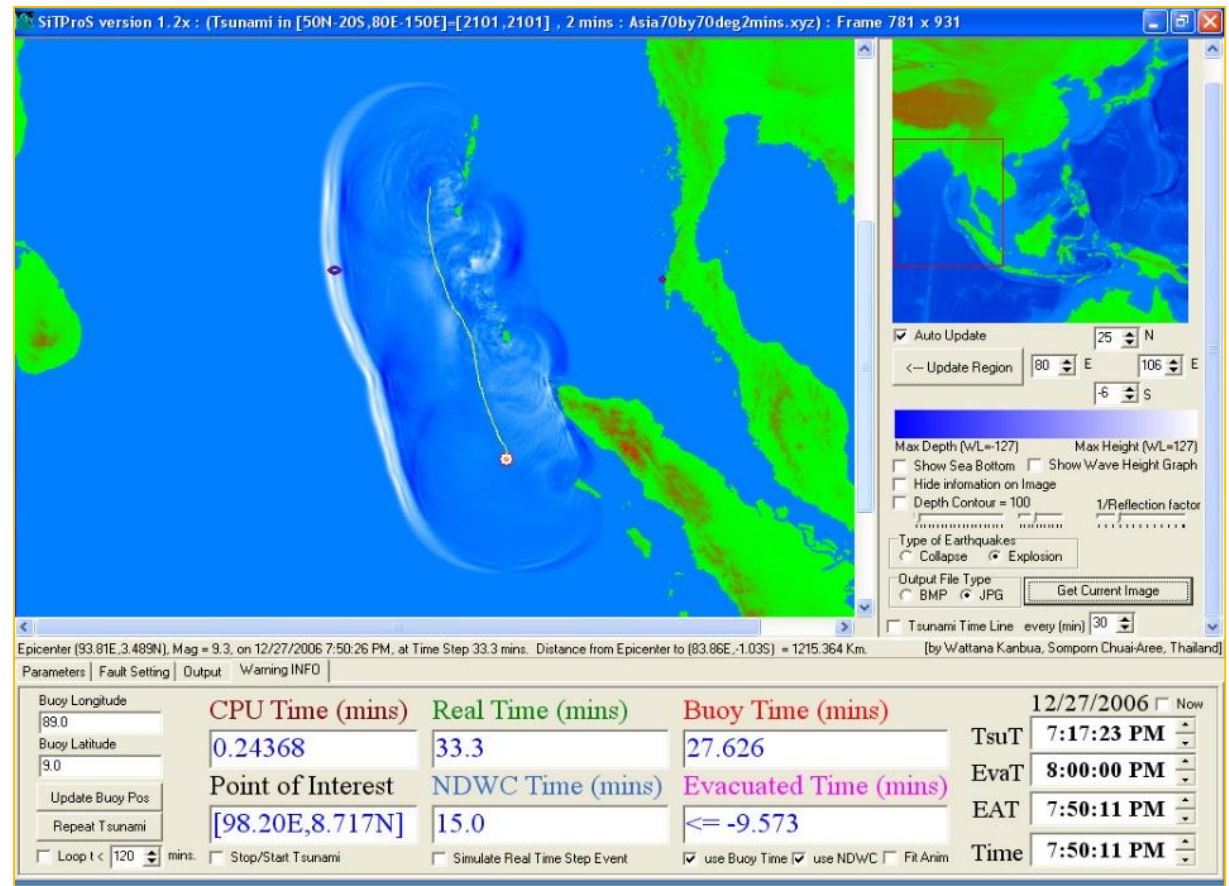 SiTProS version 1.2x : (Tsunami in [50N-20S,80E-150E]=[2101,2101] , 2 mins : Asia70by70deg2mins.xyz) : Frame 781 x 931
Auto Update
25 N
<--- Update Region
80 E
106 E
-6 S
Max Depth (WL=-127) Max Height (WL=127)
Show Sea Bottom Show Wave Height Graph
Hide infomation on Image
Depth Contour = 100 1/Reflection factor
Type of Earthquakes
Collapse Explosion
Output File Type
BMP JPG
Get Current Image
Tsunami Time Line every (min) 30
Epicenter (93.81E,3.489N), Mag = 9.3, on 12/27/2006 7:50:26 PM, at Time Step 33.3 mins. Distance from Epicenter to (83.86E,-1.03S) = 1215.364 Km. [by Wattana Kanbua, Somporn Chuai-Aree, Thailand]
Parameters Fault Setting Output Warning INFO
Buoy Longitude
89.0
Buoy Latitude
9.0
Update Buoy Pos
Repeat Tsunami
Loop t < 120 mins.
CPU Time (mins) Real Time (mins) Buoy Time (mins)
0.24368 33.3 27.626
Point of Interest NDWC Time (mins) Evacuated Time (mins)
[98.20E,8.717N] 15.0 <= -9.573
Stop/Start Tsunami Simulate Real Time Step Event use Buoy Time use NDWC Fit Anim
12/27/2006 Now
TsuT 7:17:23 PM
EvaT 8:00:00 PM
EAT 7:50:11 PM
Time 7:50:11 PM